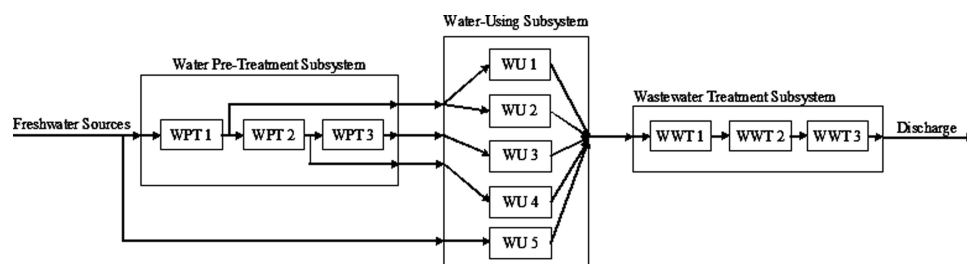 Water-Using Subsystem
Water Pre-Treatment Subsystem
WU 1
Wastewater Treatment Subsystem
WU 2
Freshwater Sources
WPT 1
WPT 2
WPT 3
WWT 1
WWT 2
WWT 3
Discharge
WU 3
WU 4
WU 5